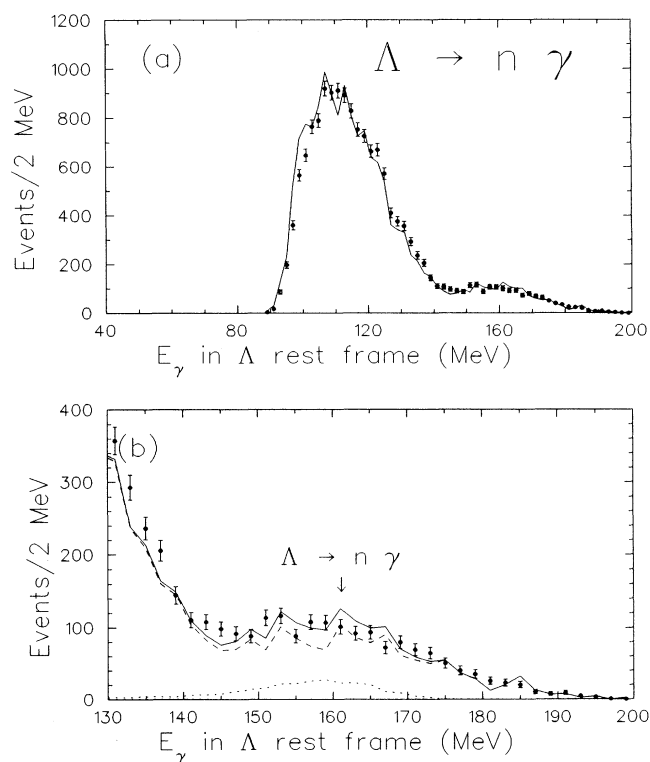 (a)
Λ → n γ
1200
1000
800
600
400
200
0
Events/2 MeV
40 80 120 160 200
E_γ in Λ rest frame (MeV)
(b)
Λ → n γ
↓
400
300
200
100
0
Events/2 MeV
130 140 150 160 170 180 190 200
E_γ in Λ rest frame (MeV)